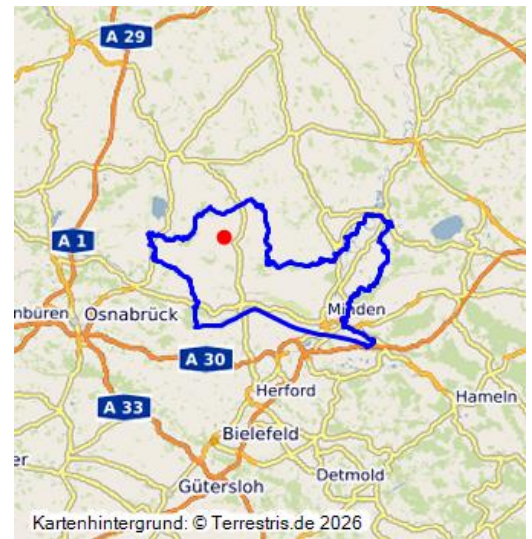 A 29
A 1
nbüren
Osnabrück
Minden
A 30
Herford
Hameln
A 33
Bielefeld
er
Detmold
Gütersloh
Kartenhintergrund: © Terrestris.de 2026